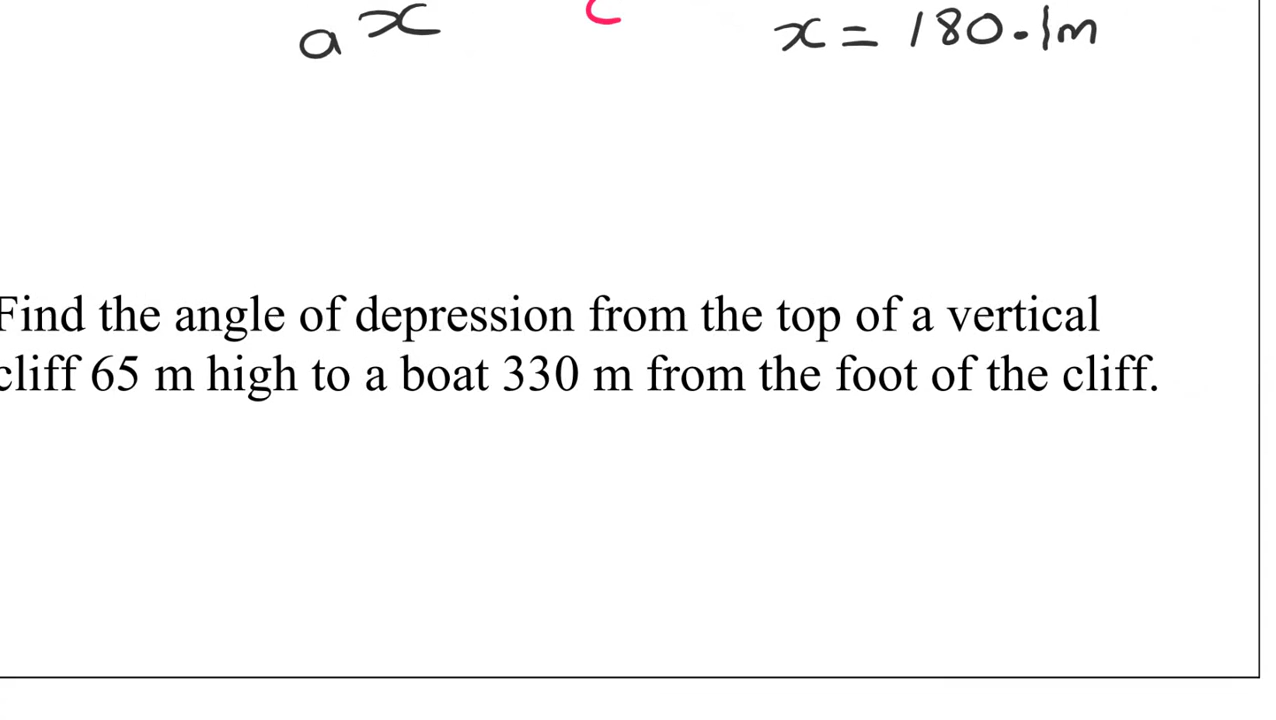 a x x = 180.1m
Find the angle of depression from the top of a vertical
cliff 65 m high to a boat 330 m from the foot of the cliff.